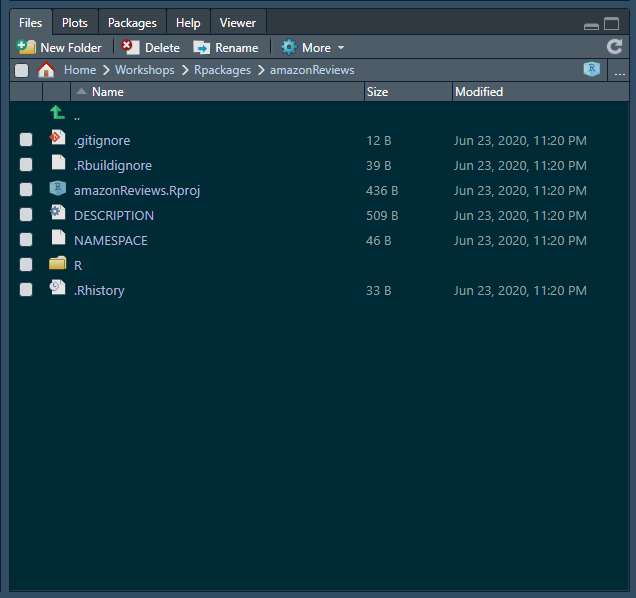 Files Plots Packages Help Viewer
New Folder Delete Rename More
Home Workshops Rpackages amazonReviews R ...
Name Size Modified
..
.gitignore 12 B Jun 23, 2020, 11:20 PM
.Rbuildignore 39 B Jun 23, 2020, 11:20 PM
amazonReviews.Rproj 436 B Jun 23, 2020, 11:20 PM
DESCRIPTION 509 B Jun 23, 2020, 11:20 PM
NAMESPACE 46 B Jun 23, 2020, 11:20 PM
R
.Rhistory 33 B Jun 23, 2020, 11:20 PM